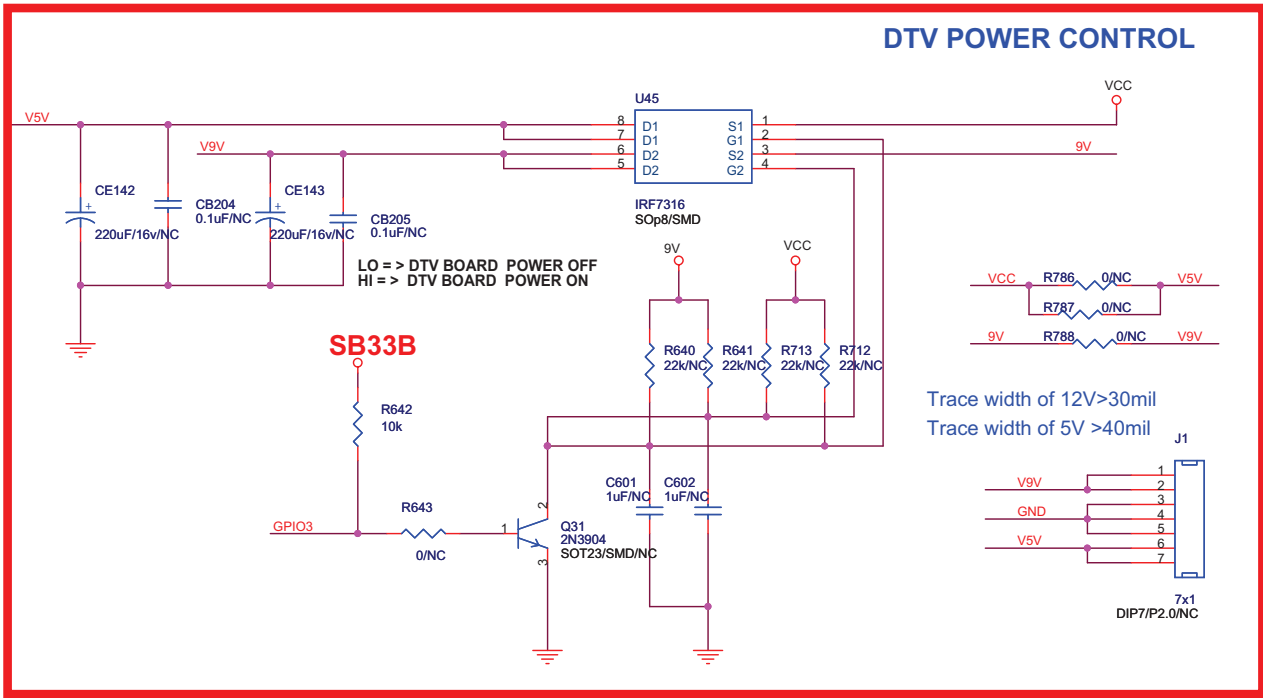 DTV POWER CONTROL
VCC
U45
V5V
8 D1 S1 1
7 D1 G1 2
6 D2 S2 3
5 D2 G2 4
V9V
9V
CE142
220uF/16v/NC
CB204
0.1uF/NC
CE143
220uF/16v/NC
CB205
0.1uF/NC
IRF7316
SOp8/SMD
LO = > DTV BOARD POWER OFF
HI = > DTV BOARD POWER ON
9V
VCC
VCC R786 0/NC V5V
R787 0/NC
9V R788 0/NC V9V
SB33B
R642
10k
R640
22k/NC
R641
22k/NC
R713
22k/NC
R712
22k/NC
Trace width of 12V>30mil
Trace width of 5V >40mil
J1
V9V
GND
V5V
1
2
3
4
5
6
7
7x1
DIP7/P2.0/NC
C601
1uF/NC
C602
1uF/NC
GPIO3
R643
0/NC
1
2
3
Q31
2N3904
SOT23/SMD/NC